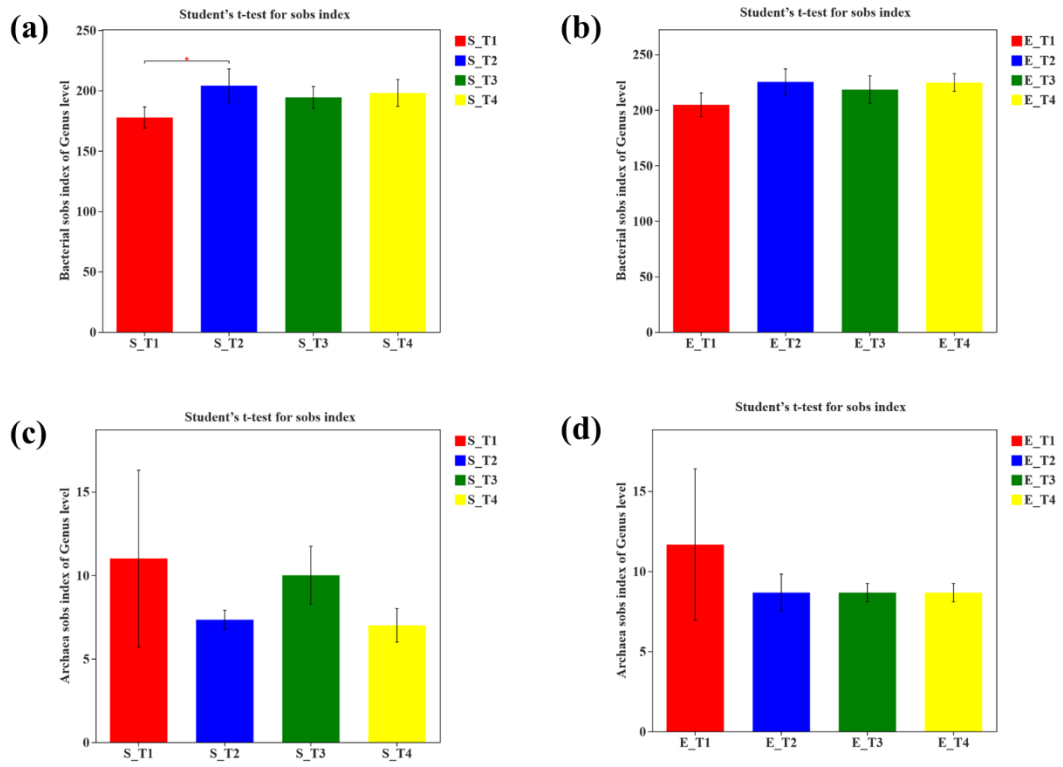 (a)
Student's t-test for sobs index
Bacterial sobs index of Genus level
250
200
150
100
50
0
*
S_T1
S_T2
S_T3
S_T4
S_T1 S_T2 S_T3 S_T4
(b)
Student's t-test for sobs index
Bacterial sobs index of Genus level
250
200
150
100
50
0
E_T1
E_T2
E_T3
E_T4
E_T1 E_T2 E_T3 E_T4
(c)
Student's t-test for sobs index
Archaea sobs index of Genus level
15
10
5
0
S_T1
S_T2
S_T3
S_T4
S_T1 S_T2 S_T3 S_T4
(d)
Student's t-test for sobs index
Archaea sobs index of Genus level
15
10
5
0
E_T1
E_T2
E_T3
E_T4
E_T1 E_T2 E_T3 E_T4